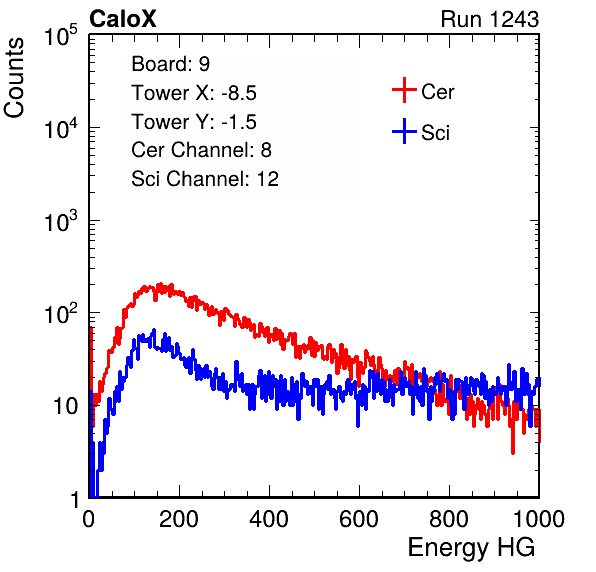 CaloX Run 1243
Counts
10^5
10^4
10^3
10^2
10
1
Board: 9
Tower X: -8.5
Tower Y: -1.5
Cer Channel: 8
Sci Channel: 12
Cer
Sci
0 200 400 600 800 1000
Energy HG